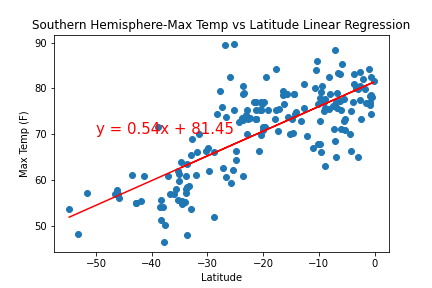 Southern Hemisphere-Max Temp vs Latitude Linear Regression
90
80
70
60
50
Max Temp (F)
y = 0.54x + 81.45
−50
−40
−30
−20
−10
0
Latitude